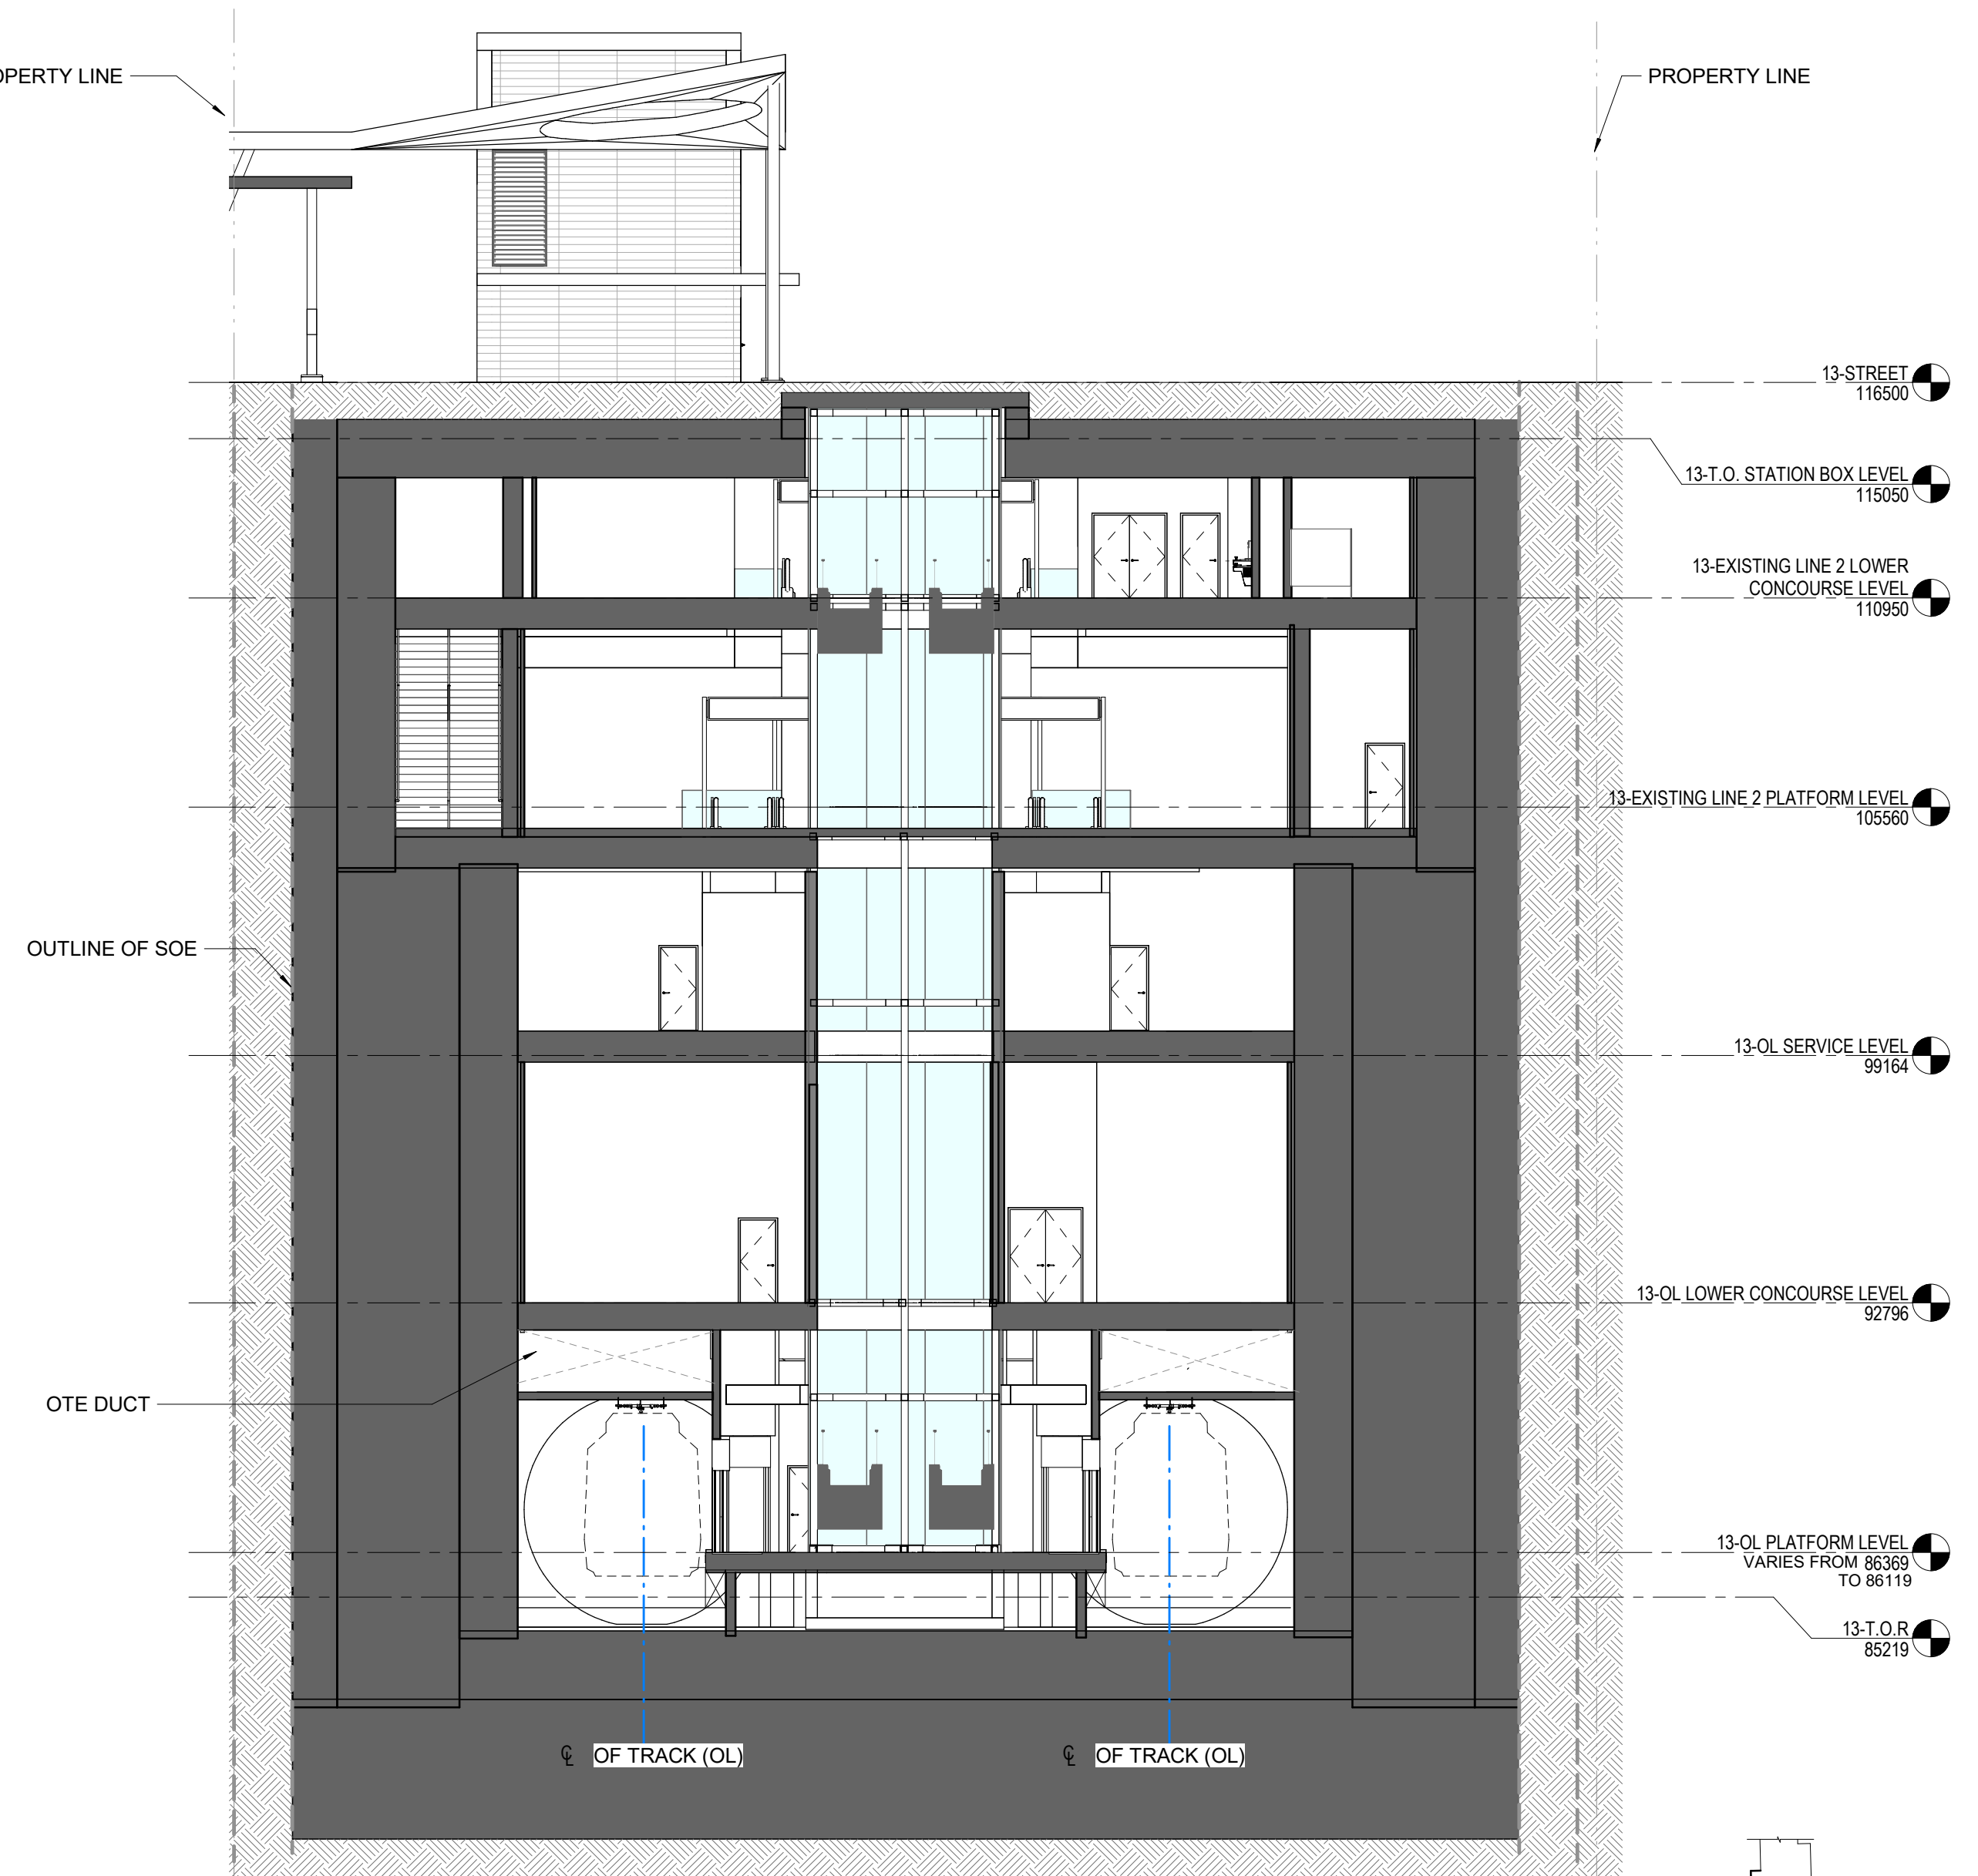 OPERTY LINE
PROPERTY LINE
13-STREET
116500
13-T.O. STATION BOX LEVEL
115050
13-EXISTING LINE 2 LOWER
CONCOURSE LEVEL
110950
13-EXISTING LINE 2 PLATFORM LEVEL
105560
OUTLINE OF SOE
13-OL SERVICE LEVEL
99164
13-OL LOWER CONCOURSE LEVEL
92796
OTE DUCT
13-OL PLATFORM LEVEL
VARIES FROM 86369
TO 86119
13-T.O.R
85219
℄ OF TRACK (OL)
℄ OF TRACK (OL)